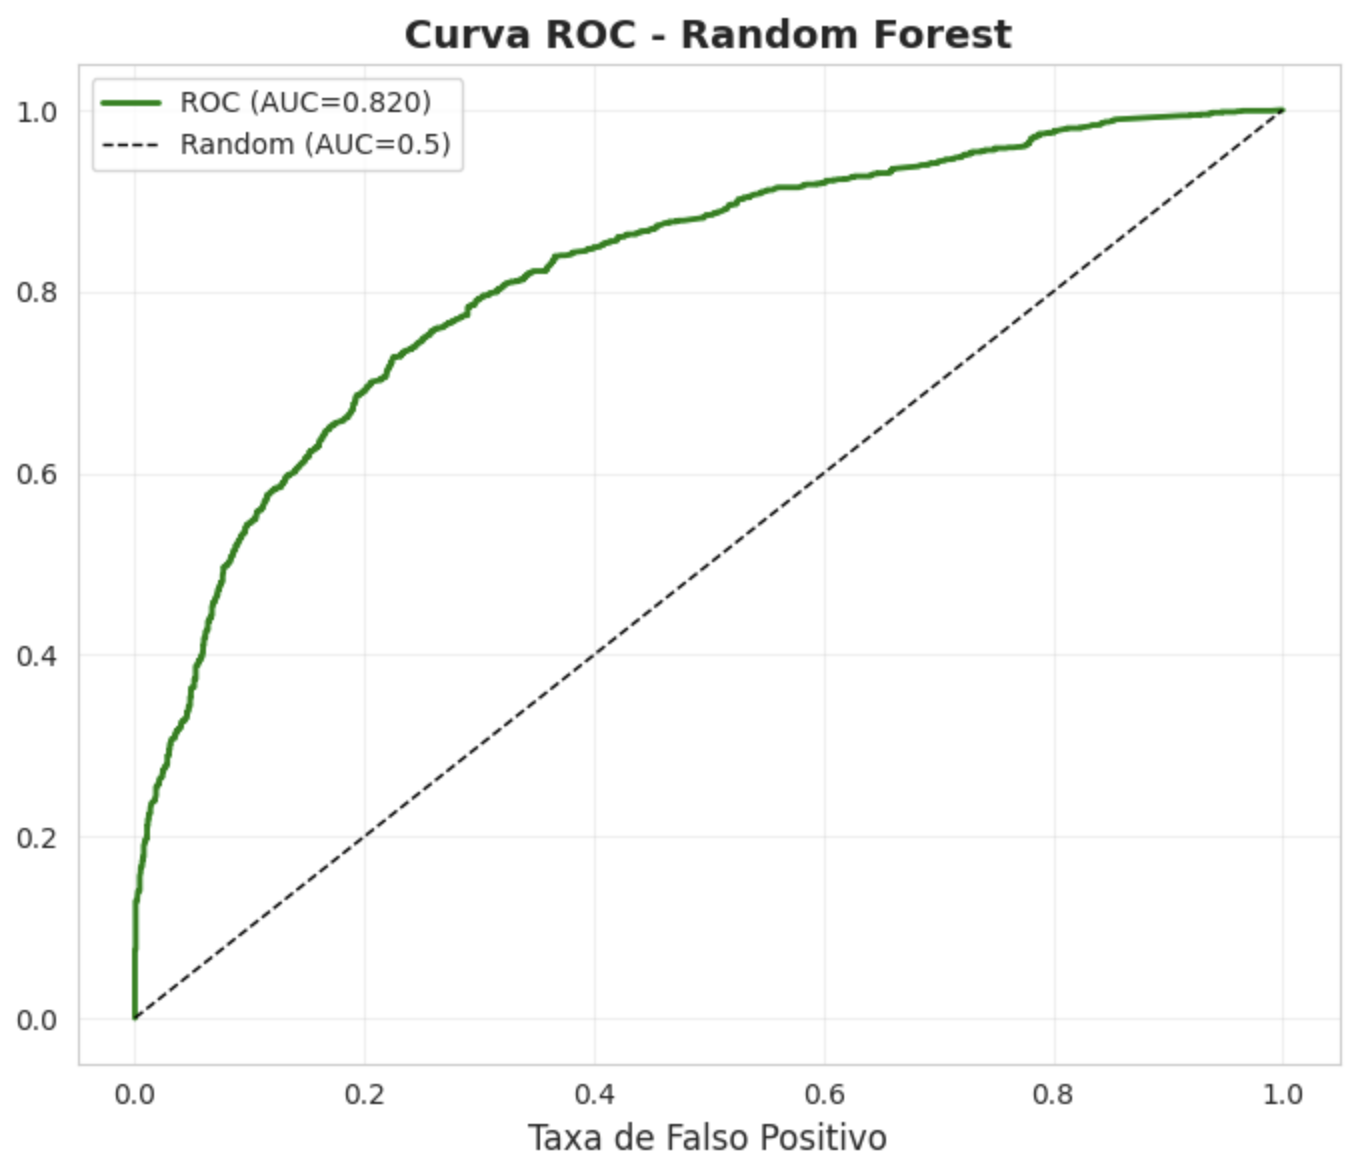 Curva ROC - Random Forest
ROC (AUC=0.820)
Random (AUC=0.5)
1.0
0.8
0.6
0.4
0.2
0.0
0.0 0.2 0.4 0.6 0.8 1.0
Taxa de Falso Positivo